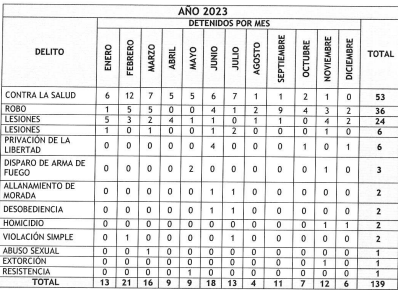 AÑO 2023
DETENIDOS POR MES
DELITO ENERO FEBRERO MARZO ABRIL MAYO JUNIO JULIO AGOSTO SEPTIEMBRE OCTUBRE NOVIEMBRE DICIEMBRE TOTAL
CONTRA LA SALUD 6 12 7 5 5 6 7 1 1 2 1 0 53
ROBO 1 5 5 0 0 4 1 2 9 4 3 2 36
LESIONES 5 3 2 4 1 1 0 1 1 0 4 2 24
LESIONES 1 0 1 0 0 1 2 0 0 0 1 0 6
PRIVACIÓN DE LA
LIBERTAD 0 0 0 0 0 4 0 0 0 1 0 1 6
DISPARO DE ARMA DE
FUEGO 0 0 0 0 2 0 0 0 0 0 1 0 3
ALLANAMIENTO DE
MORADA 0 0 0 0 0 1 1 0 0 0 0 0 2
DESOBEDIENCIA 0 0 0 0 0 1 1 0 0 0 0 0 2
HOMICIDIO 0 0 0 0 0 0 0 0 0 0 1 1 2
VIOLACIÓN SIMPLE 0 1 0 0 0 0 1 0 0 0 0 0 2
ABUSO SEXUAL 0 0 1 0 0 0 0 0 0 0 0 0 1
EXTORCIÓN 0 0 0 0 0 0 0 0 0 0 1 0 1
RESISTENCIA 0 0 0 0 1 0 0 0 0 0 0 0 1
TOTAL 13 21 16 9 9 18 13 4 11 7 12 6 139